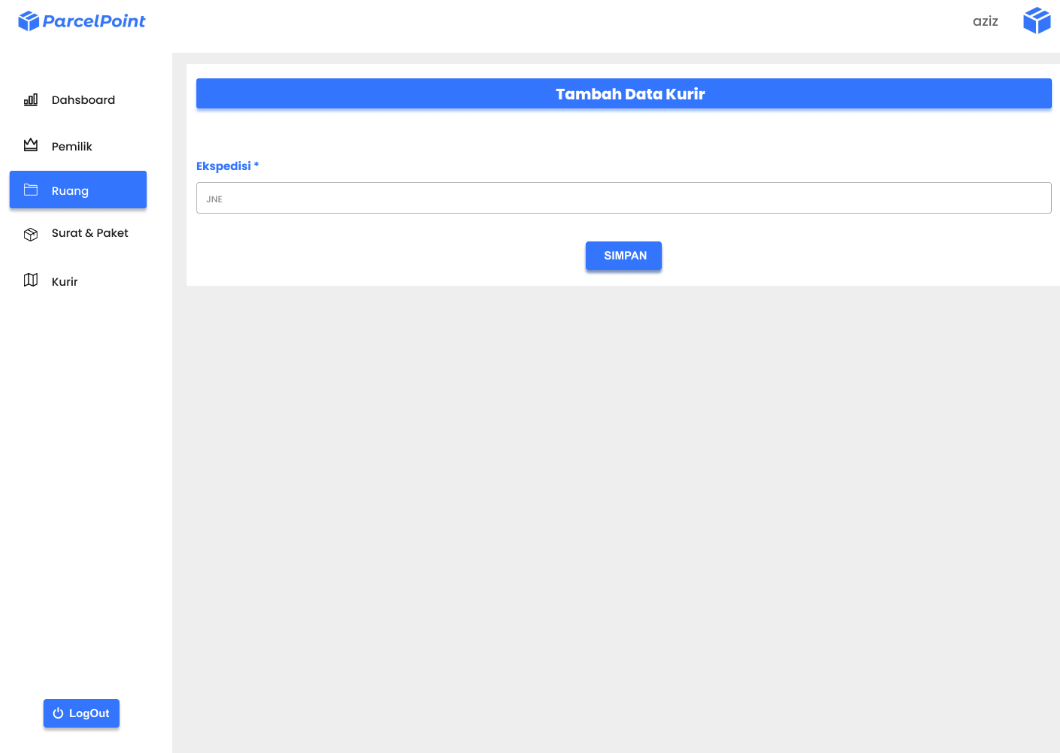 ParcelPoint
aziz
Dahsboard
Pemilik
Ruang
Surat & Paket
Kurir
LogOut
Tambah Data Kurir
Ekspedisi *
JNE
SIMPAN